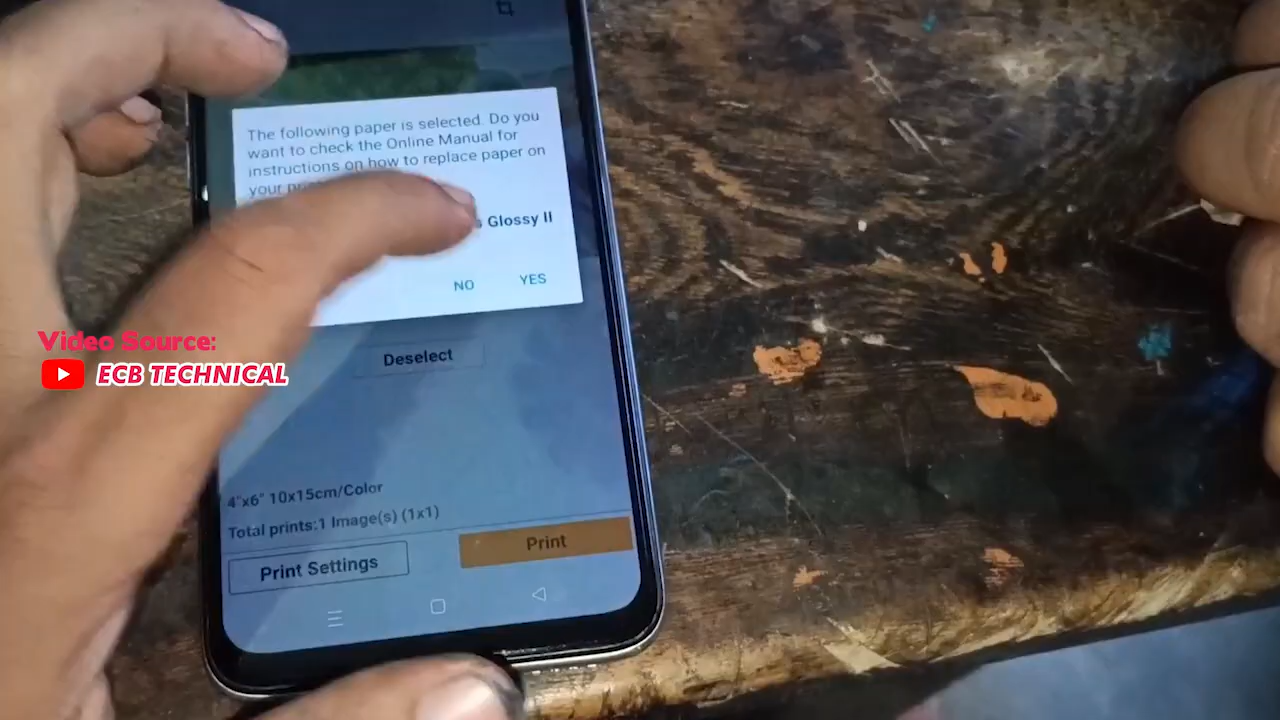 The following paper is selected. Do you
want to check the Online Manual for
instructions on how to replace paper on
your
Glossy II
NO YES
Deselect
Video Source:
ECB TECHNICAL
4"x6" 10x15cm/Color
Total prints:1 Image(s) (1x1)
Print Settings Print